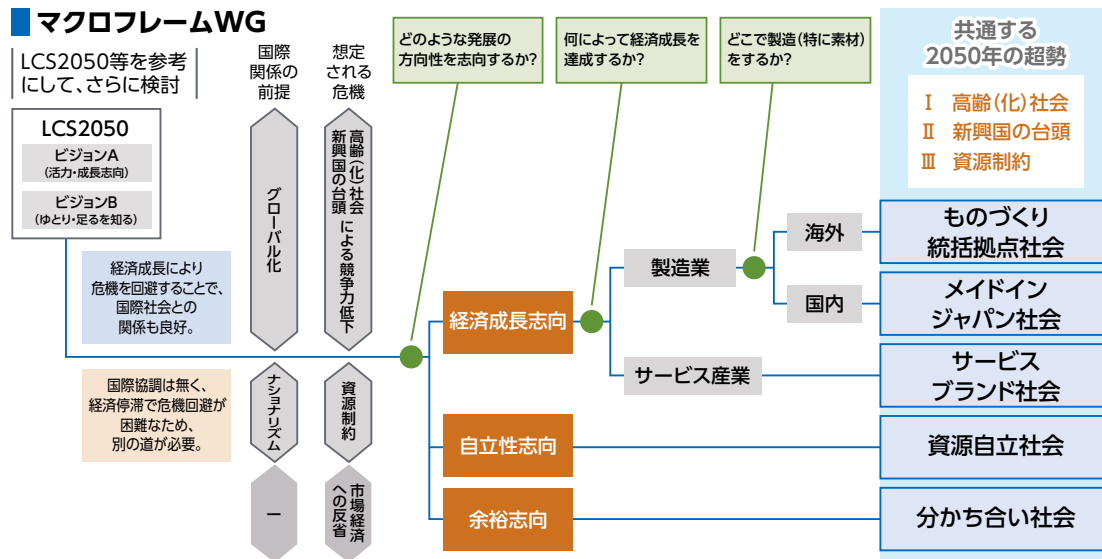 マクロフレームWG
LCS2050等を参考
にして、さらに検討
LCS2050
ビジョンA
(活力・成長志向)
ビジョンB
(ゆとり・足るを知る)
経済成長により
危機を回避することで、
国際社会との
関係も良好。
国際協調は無く、
経済停滞で危機回避が
困難なため、
別の道が必要。
国際
関係の
前提
グローバル化
ナショナリズム
ー
想定
される
危機
高齢(化)社会
新興国の台頭
による競争力低下
資源制約
市場経済
への反省
どのような発展の
方向性を志向するか?
何によって経済成長を
達成するか?
どこで製造(特に素材)
をするか?
経済成長志向
自立性志向
余裕志向
製造業
サービス産業
海外
国内
共通する
2050年の趨勢
Ⅰ 高齢(化)社会
Ⅱ 新興国の台頭
Ⅲ 資源制約
ものづくり
統括拠点社会
メイドイン
ジャパン社会
サービス
ブランド社会
資源自立社会
分かち合い社会